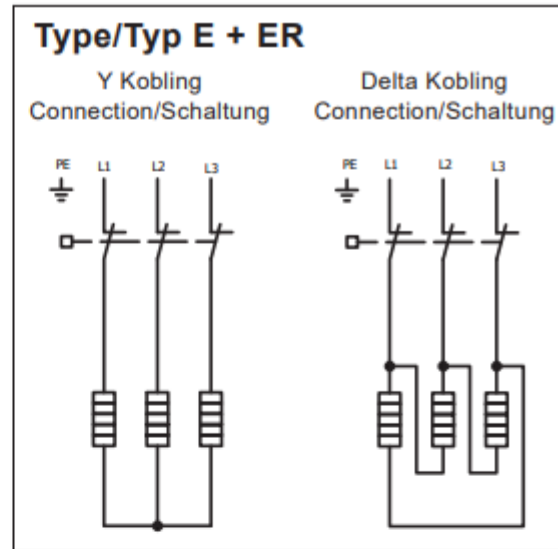 Type/Typ E + ER
Y Kobling
Connection/Schaltung
Delta Kobling
Connection/Schaltung
PE L1 L2 L3
PE L1 L2 L3